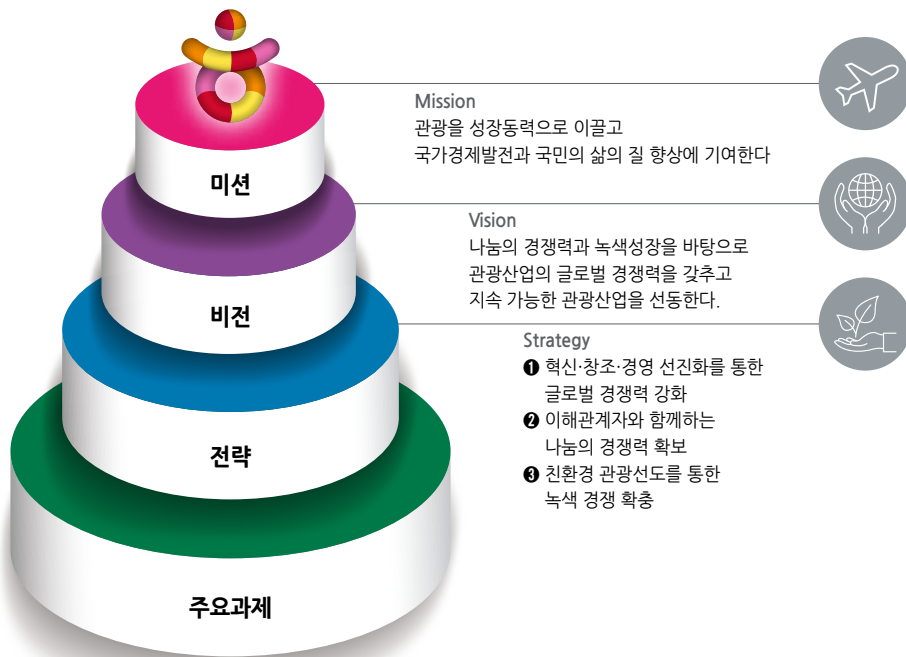 미션
Mission
관광을 성장동력으로 이끌고
국가경제발전과 국민의 삶의 질 향상에 기여한다
비전
Vision
나눔의 경쟁력과 녹색성장을 바탕으로
관광산업의 글로벌 경쟁력을 갖추고
지속 가능한 관광산업을 선동한다.
전략
Strategy
❶ 혁신·창조·경영 선진화를 통한
글로벌 경쟁력 강화
❷ 이해관계자와 함께하는
나눔의 경쟁력 확보
❸ 친환경 관광선도를 통한
녹색 경쟁 확충
주요과제